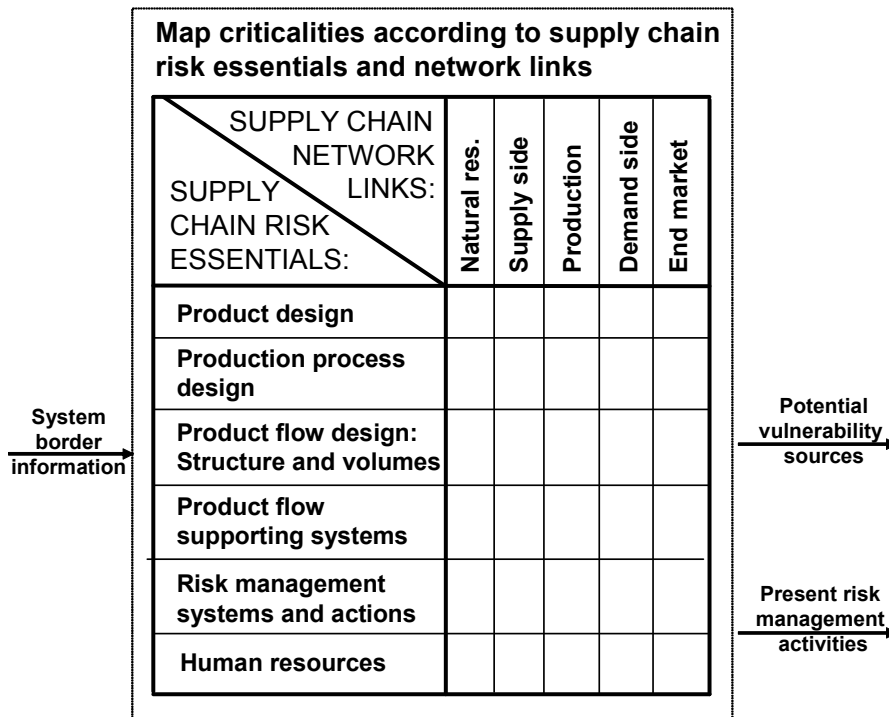 Map criticalities according to supply chain
risk essentials and network links
SUPPLY CHAIN
NETWORK
LINKS:
SUPPLY
CHAIN RISK
ESSENTIALS:
Natural res.
Supply side
Production
Demand side
End market
Product design
Production process
design
Product flow design:
Structure and volumes
Product flow
supporting systems
Risk management
systems and actions
Human resources
System
border
information
Potential
vulnerability
sources
Present risk
management
activities